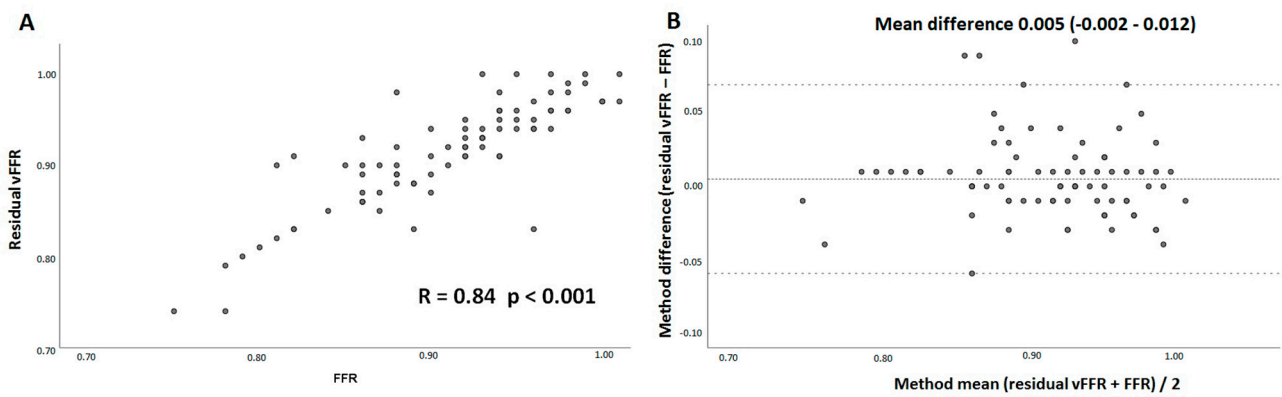 A
Residual vFFR
1.00
0.90
0.80
0.70
R = 0.84 p < 0.001
0.70 0.80 0.90 1.00
FFR
B
Mean difference 0.005 (-0.002 - 0.012)
Method difference (residual vFFR – FFR)
0.10
0.05
0.00
-0.05
-0.10
0.70 0.80 0.90 1.00
Method mean (residual vFFR + FFR) / 2